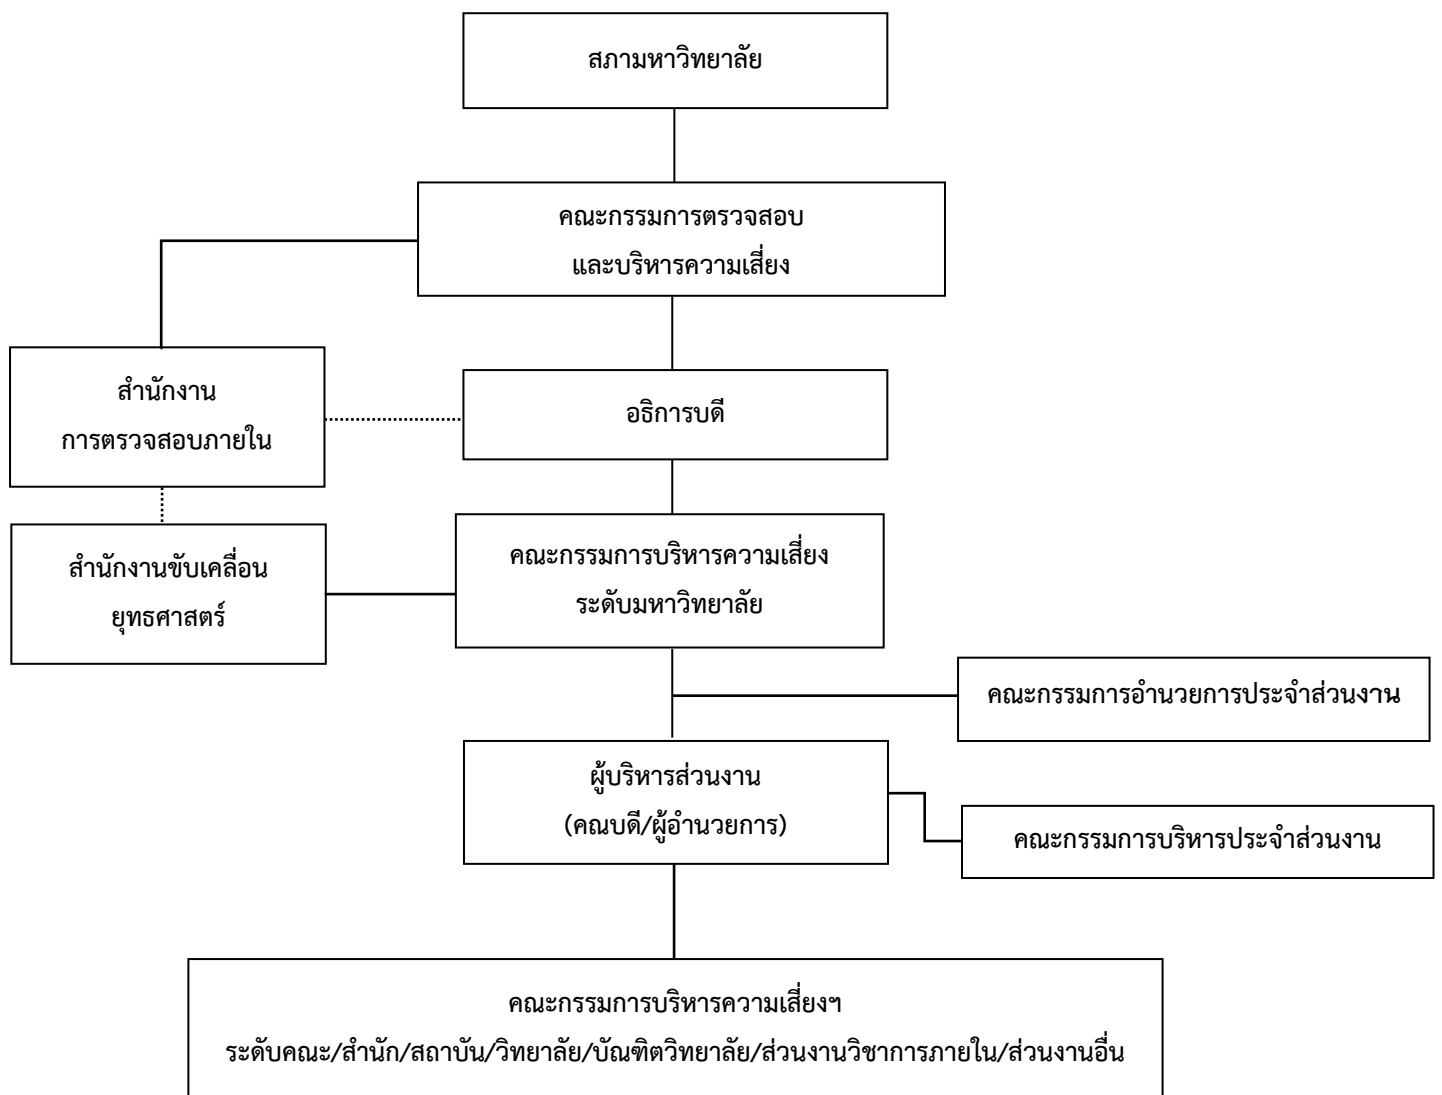 สภามหาวิทยาลัย
คณะกรรมการตรวจสอบ
และบริหารความเสี่ยง
สำนักงาน
การตรวจสอบภายใน
อธิการบดี
สำนักงานขับเคลื่อน
ยุทธศาสตร์
คณะกรรมการบริหารความเสี่ยง
ระดับมหาวิทยาลัย
คณะกรรมการอำนวยการประจำส่วนงาน
ผู้บริหารส่วนงาน
(คณบดี/ผู้อำนวยการ)
คณะกรรมการบริหารประจำส่วนงาน
คณะกรรมการบริหารความเสี่ยงฯ
ระดับคณะ/สำนัก/สถาบัน/วิทยาลัย/บัณฑิตวิทยาลัย/ส่วนงานวิชาการภายใน/ส่วนงานอื่น